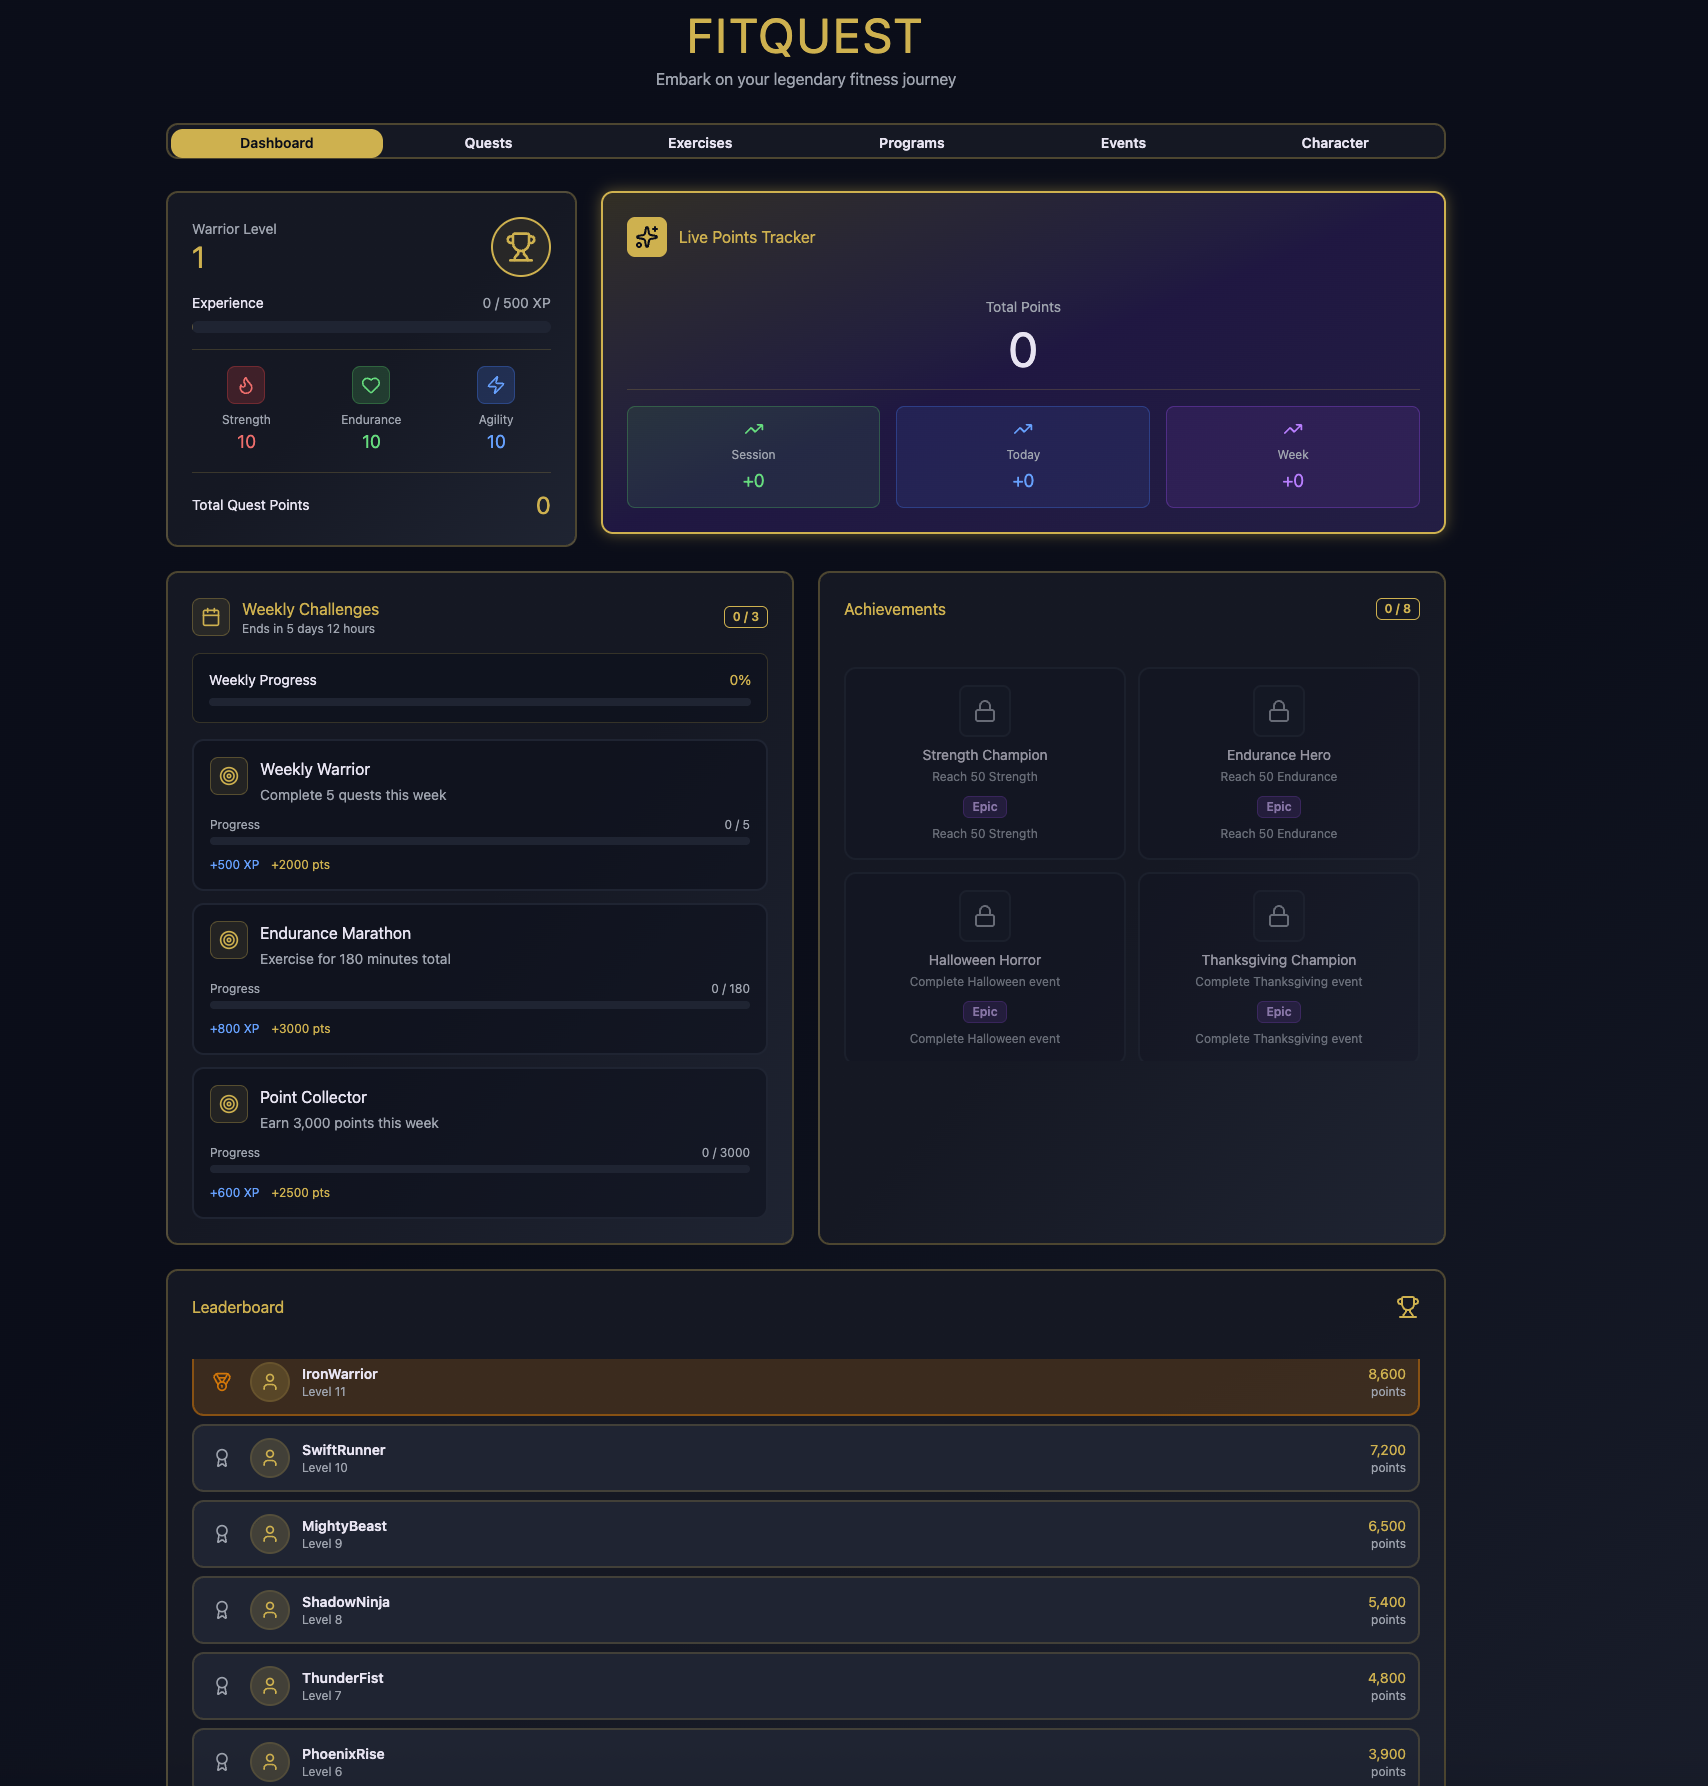 FITQUEST
Embark on your legendary fitness journey
Dashboard Quests Exercises Programs Events Character
Warrior Level
1
Experience 0 / 500 XP
Strength Endurance Agility
10 10 10
Total Quest Points 0
Live Points Tracker
Total Points
0
Session Today Week
+0 +0 +0
Weekly Challenges
Ends in 5 days 12 hours
0 / 3
Weekly Progress 0%
Weekly Warrior
Complete 5 quests this week
Progress 0 / 5
+500 XP +2000 pts
Endurance Marathon
Exercise for 180 minutes total
Progress 0 / 180
+800 XP +3000 pts
Point Collector
Earn 3,000 points this week
Progress 0 / 3000
+600 XP +2500 pts
Achievements 0 / 8
Strength Champion
Reach 50 Strength
Epic
Reach 50 Strength
Endurance Hero
Reach 50 Endurance
Epic
Reach 50 Endurance
Halloween Horror
Complete Halloween event
Epic
Complete Halloween event
Thanksgiving Champion
Complete Thanksgiving event
Epic
Complete Thanksgiving event
Leaderboard
IronWarrior 8,600
Level 11 points
SwiftRunner 7,200
Level 10 points
MightyBeast 6,500
Level 9 points
ShadowNinja 5,400
Level 8 points
ThunderFist 4,800
Level 7 points
PhoenixRise 3,900
Level 6 points